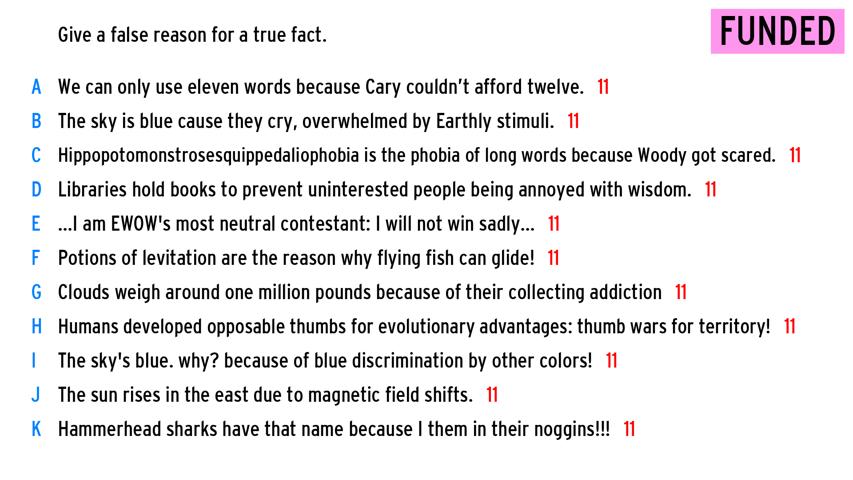 Give a false reason for a true fact. FUNDED
A We can only use eleven words because Cary couldn't afford twelve. 11
B The sky is blue cause they cry, overwhelmed by Earthly stimuli. 11
C Hippopotomonstrosesquippedaliophobia is the phobia of long words because Woody got scared. 11
D Libraries hold books to prevent uninterested people being annoyed with wisdom. 11
E ...I am EWOW's most neutral contestant: I will not win sadly... 11
F Potions of levitation are the reason why flying fish can glide! 11
G Clouds weigh around one million pounds because of their collecting addiction 11
H Humans developed opposable thumbs for evolutionary advantages: thumb wars for territory! 11
I The sky's blue. why? because of blue discrimination by other colors! 11
J The sun rises in the east due to magnetic field shifts. 11
K Hammerhead sharks have that name because I them in their noggins!!! 11